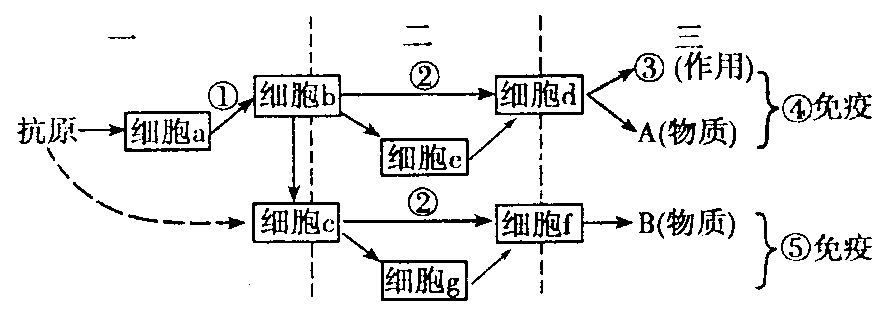 一 二 三
抗原 细胞a ① 细胞b ② 细胞d ③ (作用)
细胞e A(物质) ④免疫
细胞c ② 细胞f B(物质)
细胞g ⑤免疫